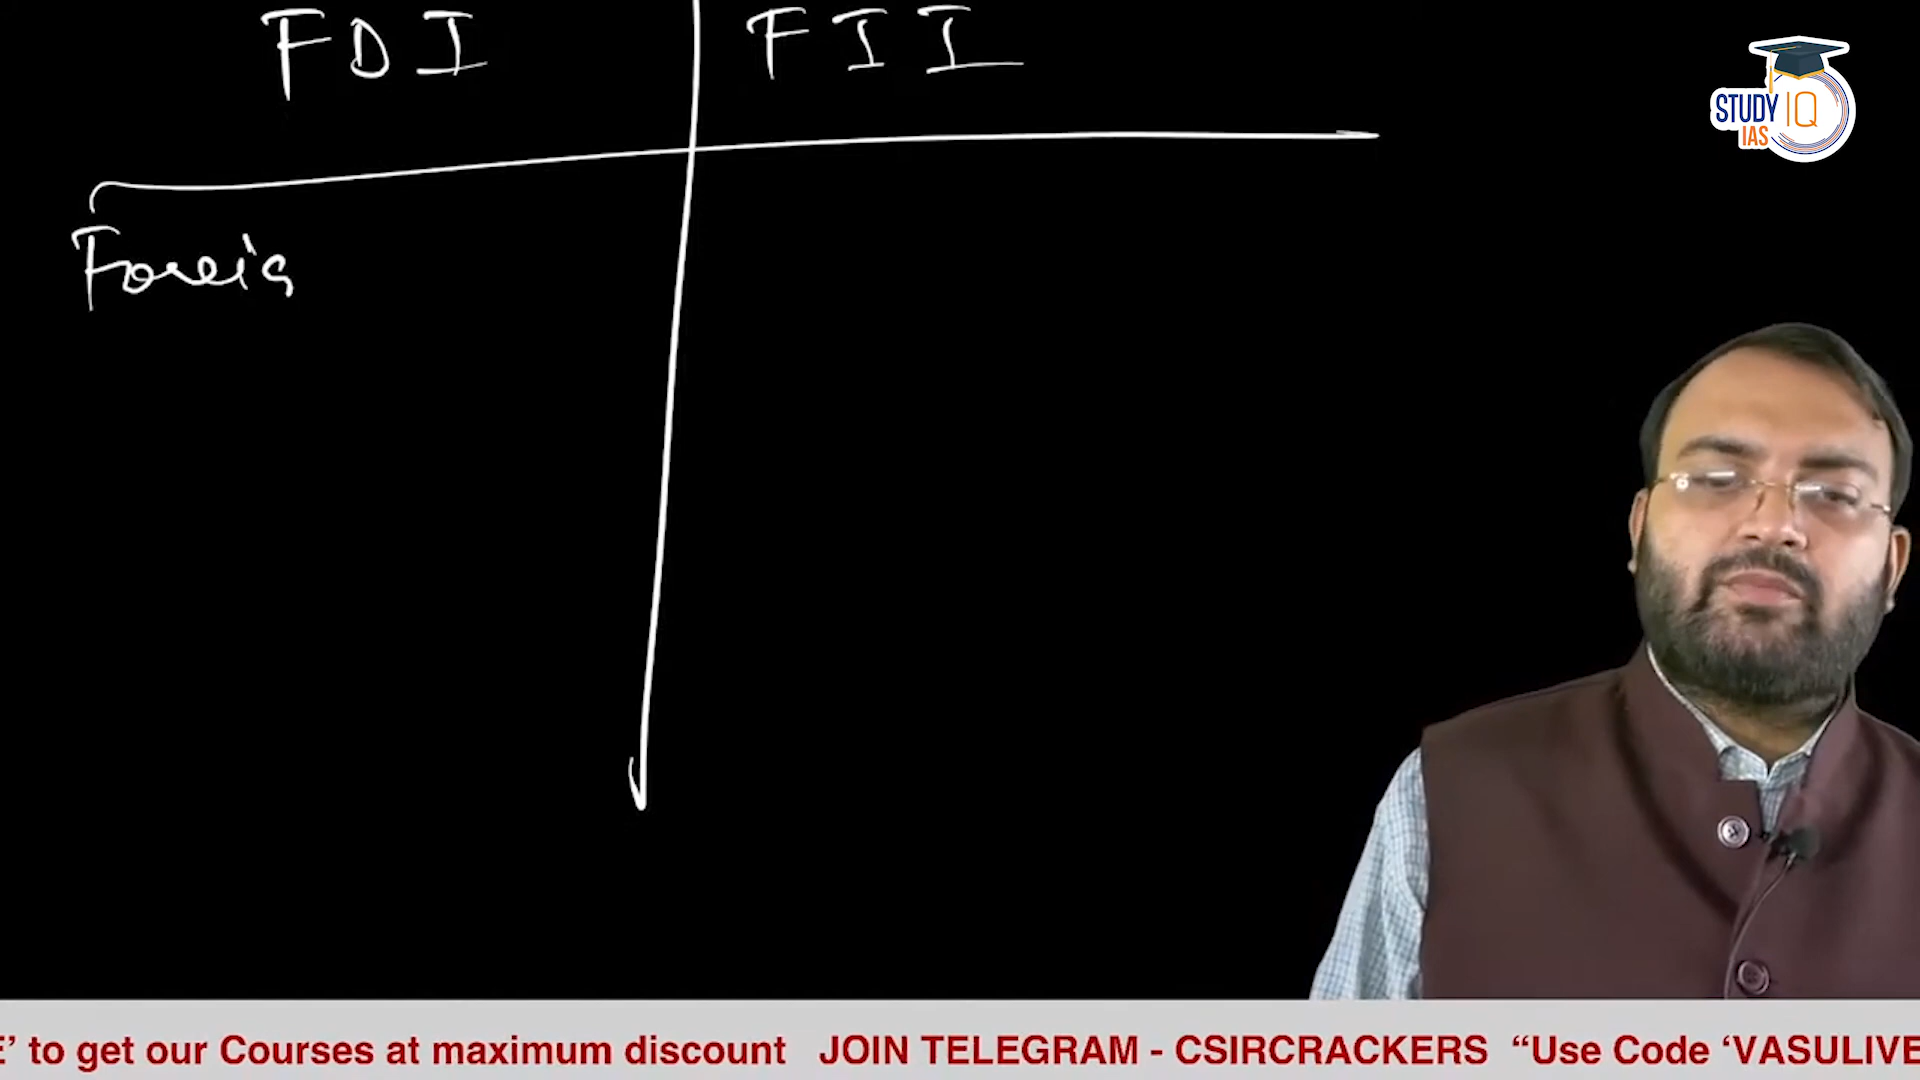 FDI FII
STUDY IQ
IAS
Foreig
E’ to get our Courses at maximum discount JOIN TELEGRAM - CSIRCRACKERS “Use Code ‘VASULIVE